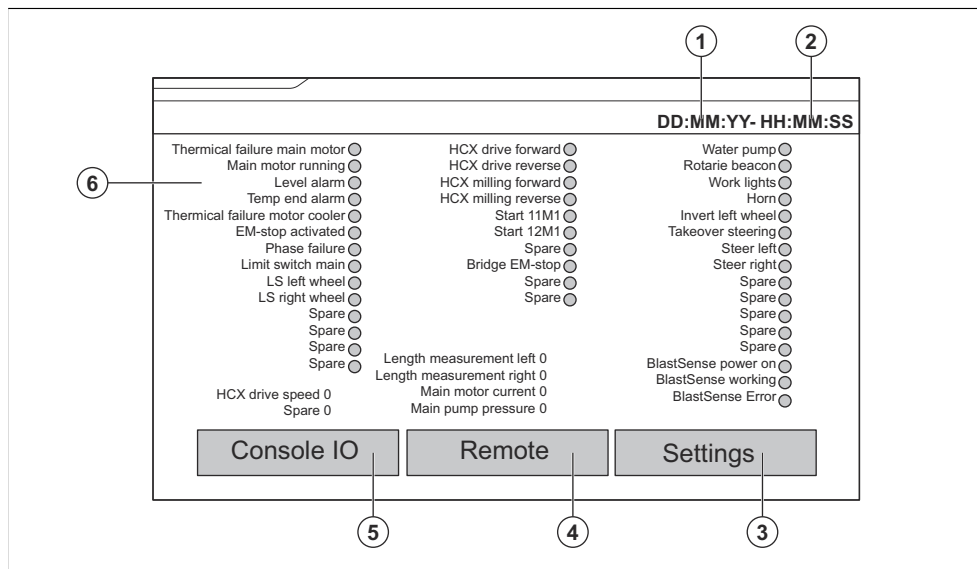 1
2
DD:MM:YY- HH:MM:SS
Thermical failure main motor
Main motor running
Level alarm
Temp end alarm
Thermical failure motor cooler
EM-stop activated
Phase failure
Limit switch main
LS left wheel
LS right wheel
Spare
Spare
Spare
Spare
HCX drive speed 0
Spare 0
HCX drive forward
HCX drive reverse
HCX milling forward
HCX milling reverse
Start 11M1
Start 12M1
Spare
Bridge EM-stop
Spare
Spare
Length measurement left 0
Length measurement right 0
Main motor current 0
Main pump pressure 0
Water pump
Rotarie beacon
Work lights
Horn
Invert left wheel
Takeover steering
Steer left
Steer right
Spare
Spare
Spare
Spare
Spare
BlastSense power on
BlastSense working
BlastSense Error
6
Console IO
Remote
Settings
5
4
3